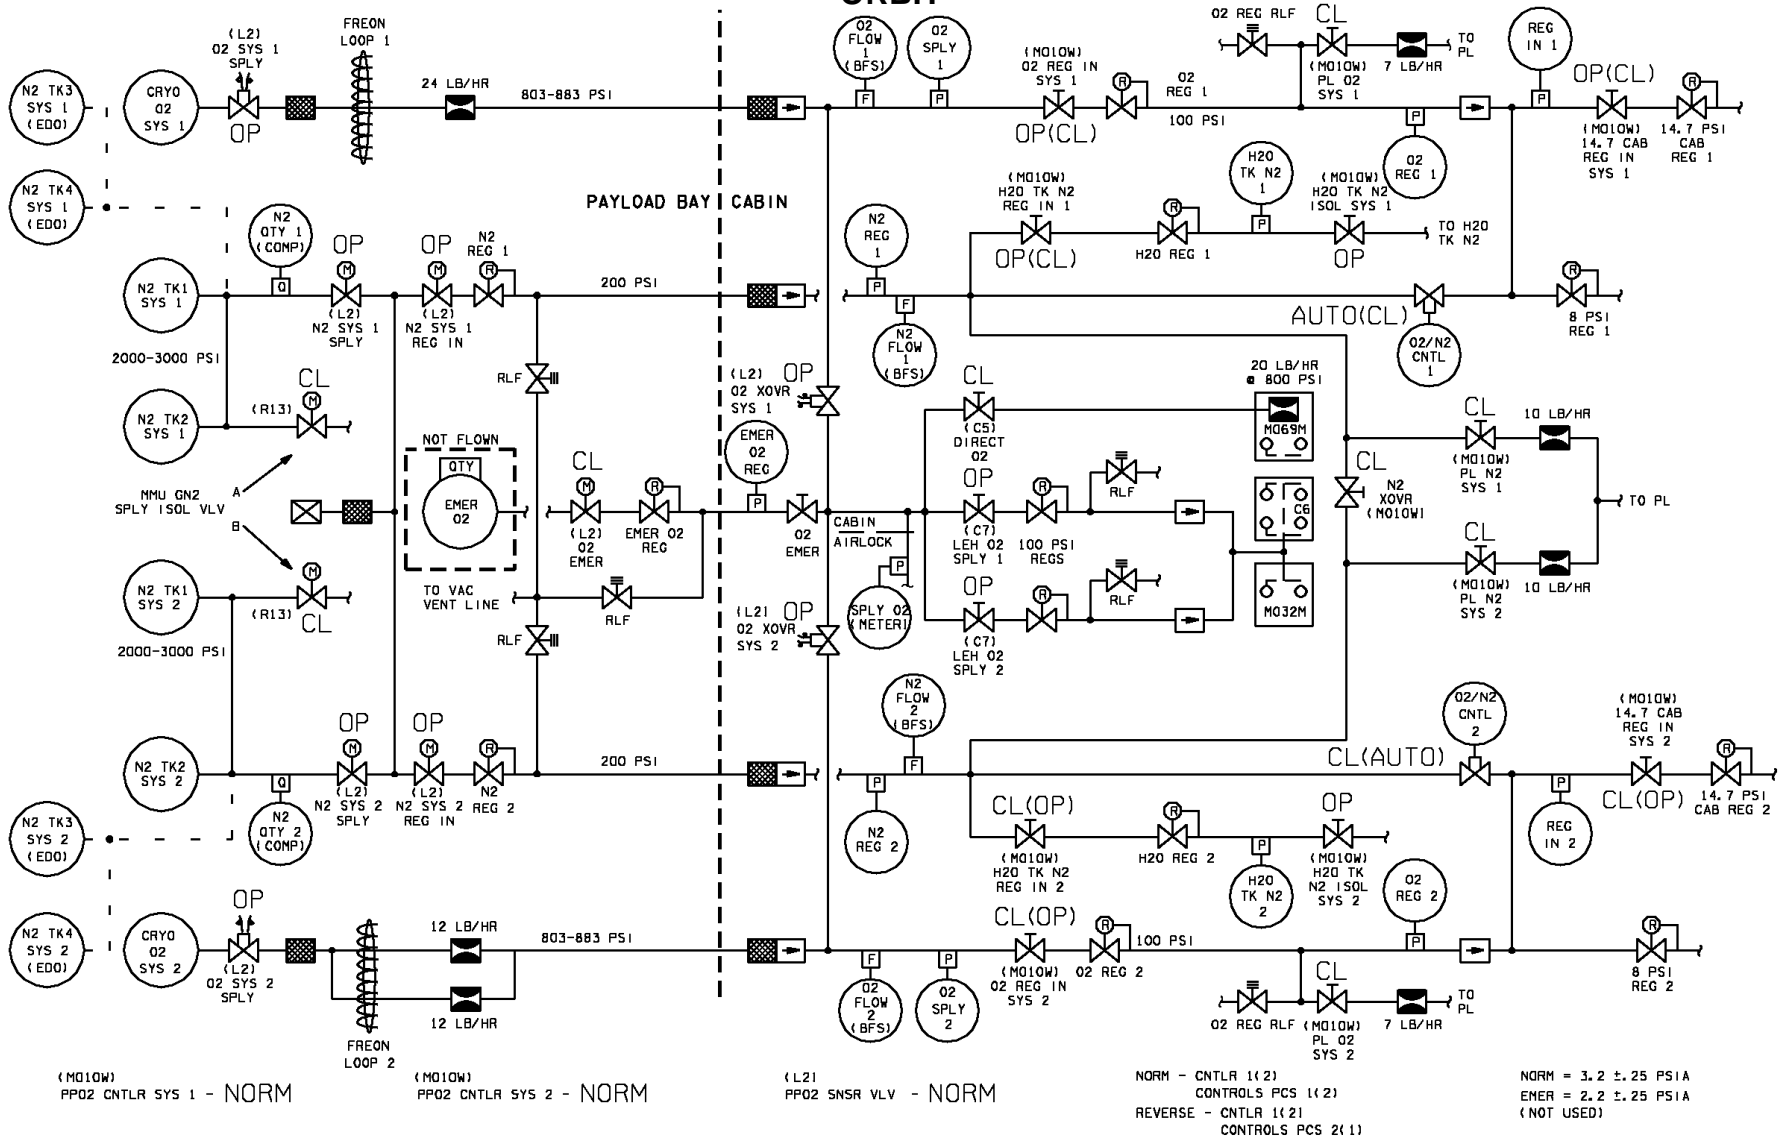 ORBIT
(L2)
O2 SYS 1
SPLY
OP
FREON
LOOP 1
N2 TK3
SYS 1
(EDO)
CRYO
O2
SYS 1
24 LB/HR
803-883 PSI
O2
FLOW
1
(BFS)
F
O2
SPLY
1
P
(MO10W)
O2 REG IN
SYS 1
OP(CL)
R
O2
REG 1
100 PSI
O2 REG RLF
CL
(MO10W)
PL O2
SYS 1
7 LB/HR
TO
PL
P
O2
REG 1
REG
IN 1
P
OP(CL)
(MO10W)
14.7 CAB
REG IN
SYS 1
R
14.7 PSI
CAB
REG 1
N2 TK4
SYS 1
(EDO)
PAYLOAD BAY
CABIN
(MO10W)
H2O TK N2
REG IN 1
OP(CL)
R
H2O REG 1
H2O
TK N2
1
P
(MO10W)
H2O TK N2
ISOL SYS 1
OP
TO H2O
TK N2
N2 TK1
SYS 1
N2
QTY 1
(COMP)
Q
OP
M
(L2)
N2 SYS 1
SPLY
OP
M
(L2)
N2 SYS 1
REG IN
N2
REG 1
R
200 PSI
N2
REG
1
P
F
N2
FLOW
1
(BFS)
AUTO(CL)
O2/N2
CNTL
1
R
8 PSI
REG 1
2000-3000 PSI
N2 TK2
SYS 1
(R13)
CL
M
RLF
(L2)
O2 XOVR
SYS 1
OP
CL
(C5)
DIRECT
O2
20 LB/HR
@ 800 PSI
MO69M
CL
(MO10W)
PL N2
SYS 1
10 LB/HR
MMU GN2
SPLY ISOL VLV
A
B
NOT FLOWN
QTY
EMER
O2
CL
M
(L2)
O2
EMER
R
EMER O2
REG
EMER
O2
REG
P
O2
EMER
CABIN
AIRLOCK
P
SPLY O2
(METER)
OP
(C7)
LEH O2
SPLY 1
R
100 PSI
REGS
RLF
C6
CL
N2
XOVR
(MO10W)
TO PL
N2 TK1
SYS 2
M
(R13)
CL
TO VAC
VENT LINE
RLF
RLF
(L2)
O2 XOVR
SYS 2
OP
OP
(C7)
LEH O2
SPLY 2
R
RLF
MO32M
CL
(MO10W)
PL N2
SYS 2
10 LB/HR
2000-3000 PSI
N2 TK2
SYS 2
Q
N2
QTY 2
(COMP)
OP
M
(L2)
N2 SYS 2
SPLY
OP
M
(L2)
N2 SYS 2
REG IN
R
N2
REG 2
200 PSI
P
N2
REG 2
N2
FLOW
2
(BFS)
F
CL(AUTO)
O2/N2
CNTL
2
P
REG
IN 2
(MO10W)
14.7 CAB
REG IN
SYS 2
CL(OP)
R
14.7 PSI
CAB REG 2
N2 TK3
SYS 2
(EDO)
CL(OP)
(MO10W)
H2O TK N2
REG IN 2
R
H2O REG 2
P
H2O
TK N2
2
OP
(MO10W)
H2O TK
N2 ISOL
SYS 2
N2 TK4
SYS 2
(EDO)
CRYO
O2
SYS 2
OP
(L2)
O2 SYS 2
SPLY
FREON
LOOP 2
12 LB/HR
12 LB/HR
803-883 PSI
F
O2
FLOW
2
(BFS)
P
O2
SPLY
2
CL(OP)
(MO10W)
O2 REG IN
SYS 2
R
O2 REG 2
100 PSI
O2 REG RLF
CL
(MO10W)
PL O2
SYS 2
7 LB/HR
TO
PL
O2
REG 2
P
R
8 PSI
REG 2
(MO10W)
PPO2 CNTLR SYS 1 - NORM
(MO10W)
PPO2 CNTLR SYS 2 - NORM
(L2)
PPO2 SNSR VLV - NORM
NORM - CNTLR 1(2)
CONTROLS PCS 1(2)
REVERSE - CNTLR 1(2)
CONTROLS PCS 2(1)
NORM = 3.2 ±.25 PSIA
EMER = 2.2 ±.25 PSIA
(NOT USED)